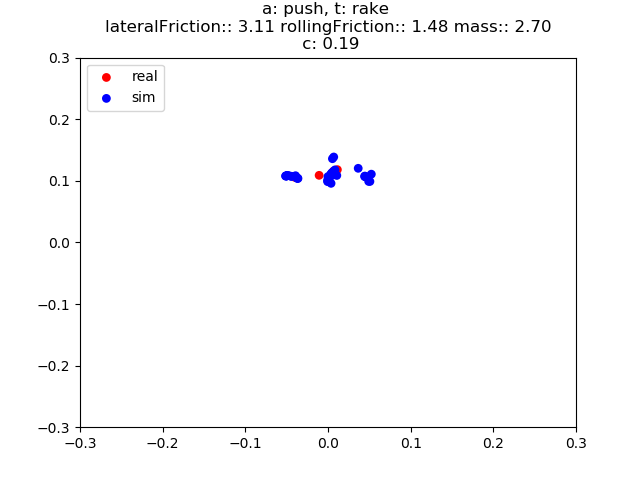 a: push, t: rake
lateralFriction:: 3.11 rollingFriction:: 1.48 mass:: 2.70
c: 0.19
real
sim
0.3
0.2
0.1
0.0
−0.1
−0.2
−0.3
−0.3 −0.2 −0.1 0.0 0.1 0.2 0.3